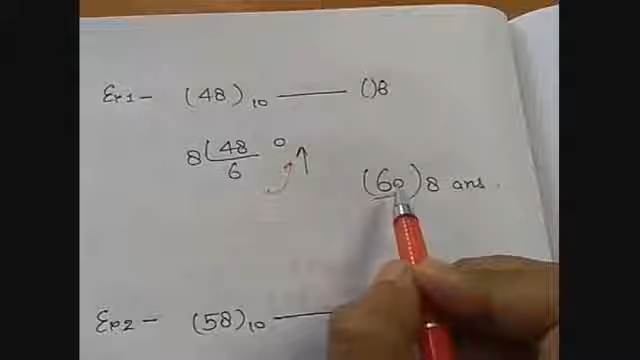 Ex1 - (48)10 —— ()8
8(48 0
6
(60)8 ans.
Ex2 - (58)10 ——